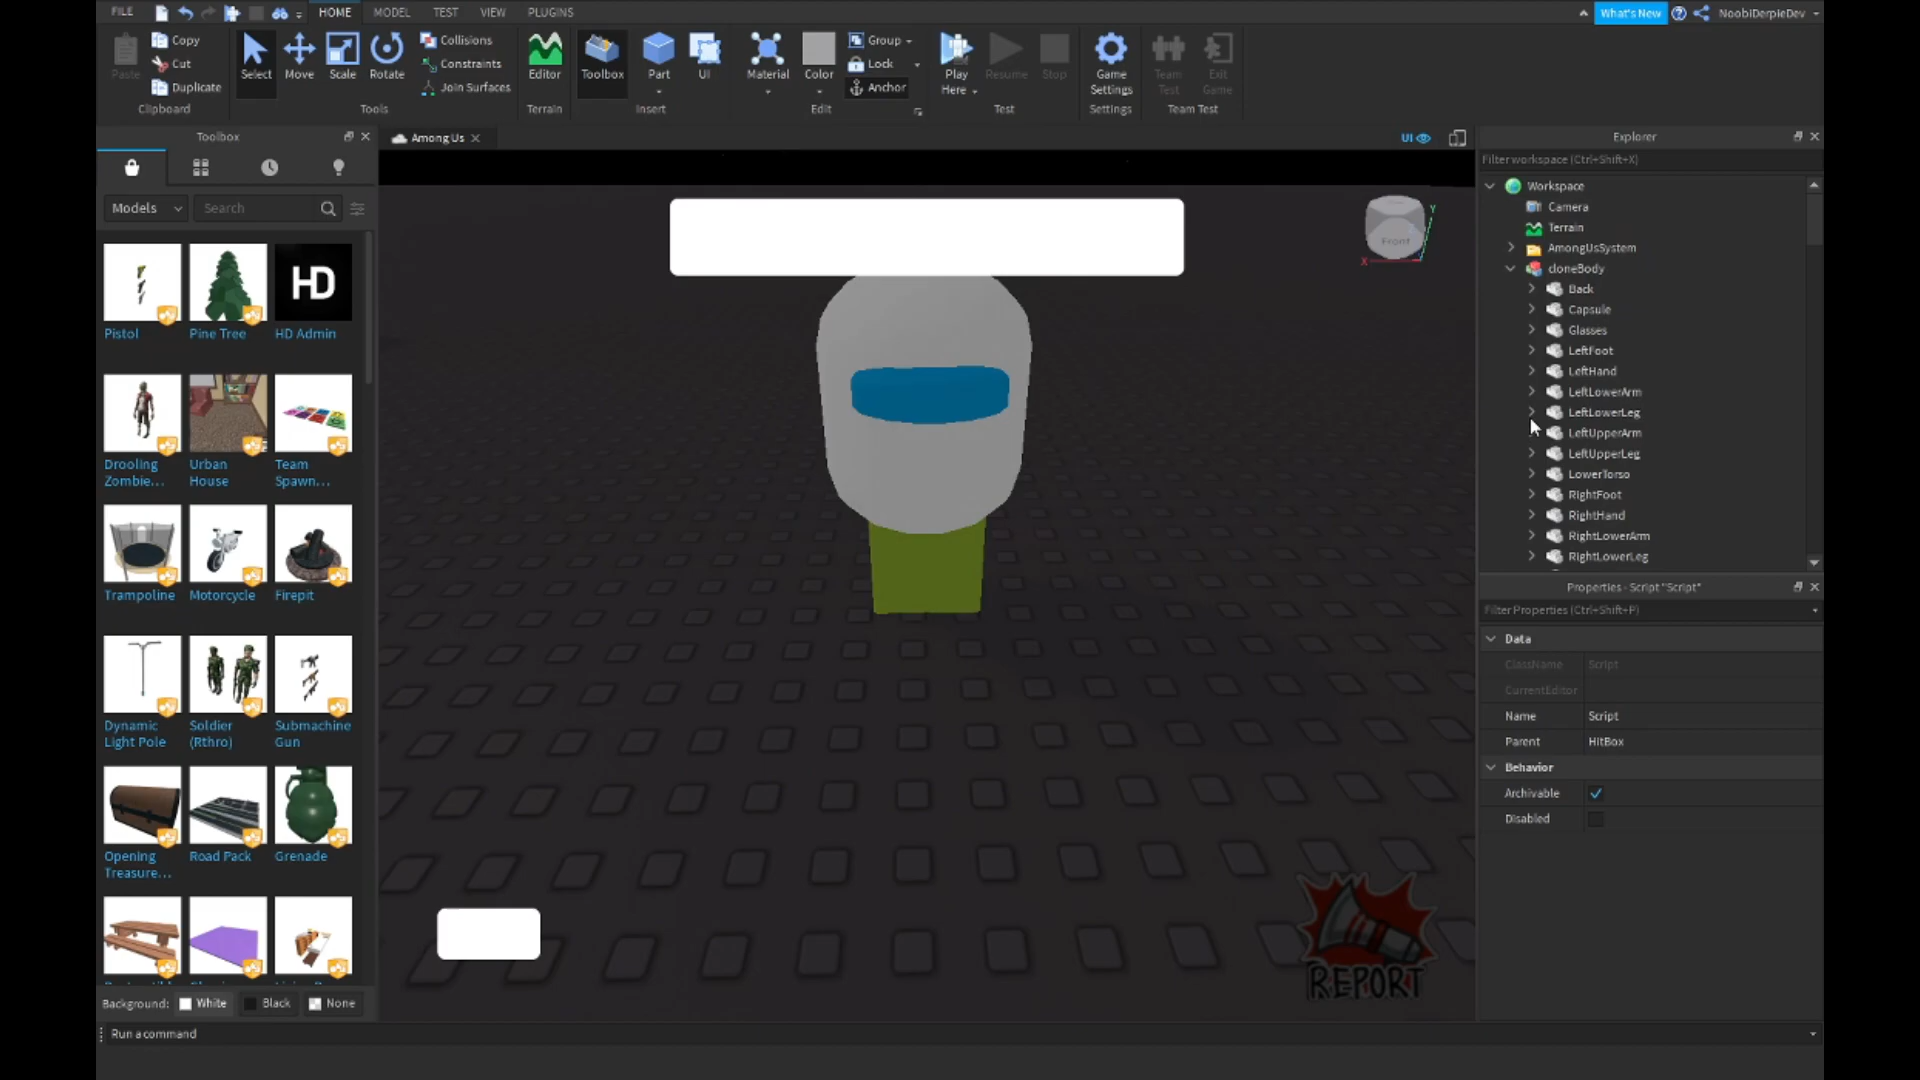 FILE
HOME
MODEL
TEST
VIEW
PLUGINS
What's New
NoobiDerpieDev
Paste
Copy
Cut
Duplicate
Clipboard
Select
Move
Scale
Rotate
Collisions
Constraints
Join Surfaces
Tools
Editor
Terrain
Toolbox
Part
UI
Insert
Material
Color
Group
Lock
Anchor
Edit
Play
Here
Resume
Stop
Test
Game
Settings
Settings
Team
Test
Exit
Game
Team Test
Toolbox
Models
Search
Pistol
Pine Tree
HD
HD Admin
Drooling
Zombie...
Urban
House
Team
Spawn...
Trampoline
Motorcycle
Firepit
Dynamic
Light Pole
Soldier
(Rthro)
Submachine
Gun
Opening
Treasure...
Road Pack
Grenade
Background:
White
Black
None
Run a command
Among Us
UI
Front
X
Y
REPORT
Explorer
Filter workspace (Ctrl+Shift+X)
Workspace
Camera
Terrain
AmongUsSystem
cloneBody
Back
Capsule
Glasses
LeftFoot
LeftHand
LeftLowerArm
LeftLowerLeg
LeftUpperArm
LeftUpperLeg
LowerTorso
RightFoot
RightHand
RightLowerArm
RightLowerLeg
Properties - Script "Script"
Filter Properties (Ctrl+Shift+P)
Data
ClassName Script
CurrentEditor
Name Script
Parent HitBox
Behavior
Archivable
Disabled